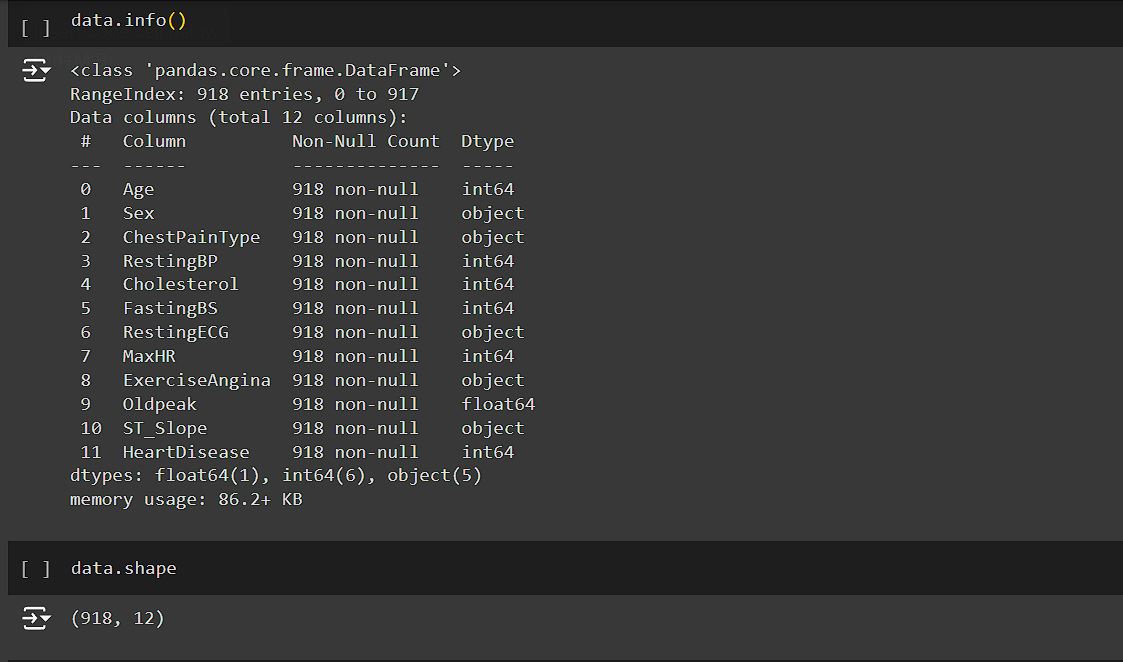 [ ] data.info()
<class 'pandas.core.frame.DataFrame'>
RangeIndex: 918 entries, 0 to 917
Data columns (total 12 columns):
 #   Column          Non-Null Count  Dtype
---  ------          --------------  -----
 0   Age             918 non-null    int64
 1   Sex             918 non-null    object
 2   ChestPainType   918 non-null    object
 3   RestingBP       918 non-null    int64
 4   Cholesterol     918 non-null    int64
 5   FastingBS       918 non-null    int64
 6   RestingECG      918 non-null    object
 7   MaxHR           918 non-null    int64
 8   ExerciseAngina  918 non-null    object
 9   Oldpeak         918 non-null    float64
 10  ST_Slope        918 non-null    object
 11  HeartDisease    918 non-null    int64
dtypes: float64(1), int64(6), object(5)
memory usage: 86.2+ KB
[ ] data.shape
(918, 12)